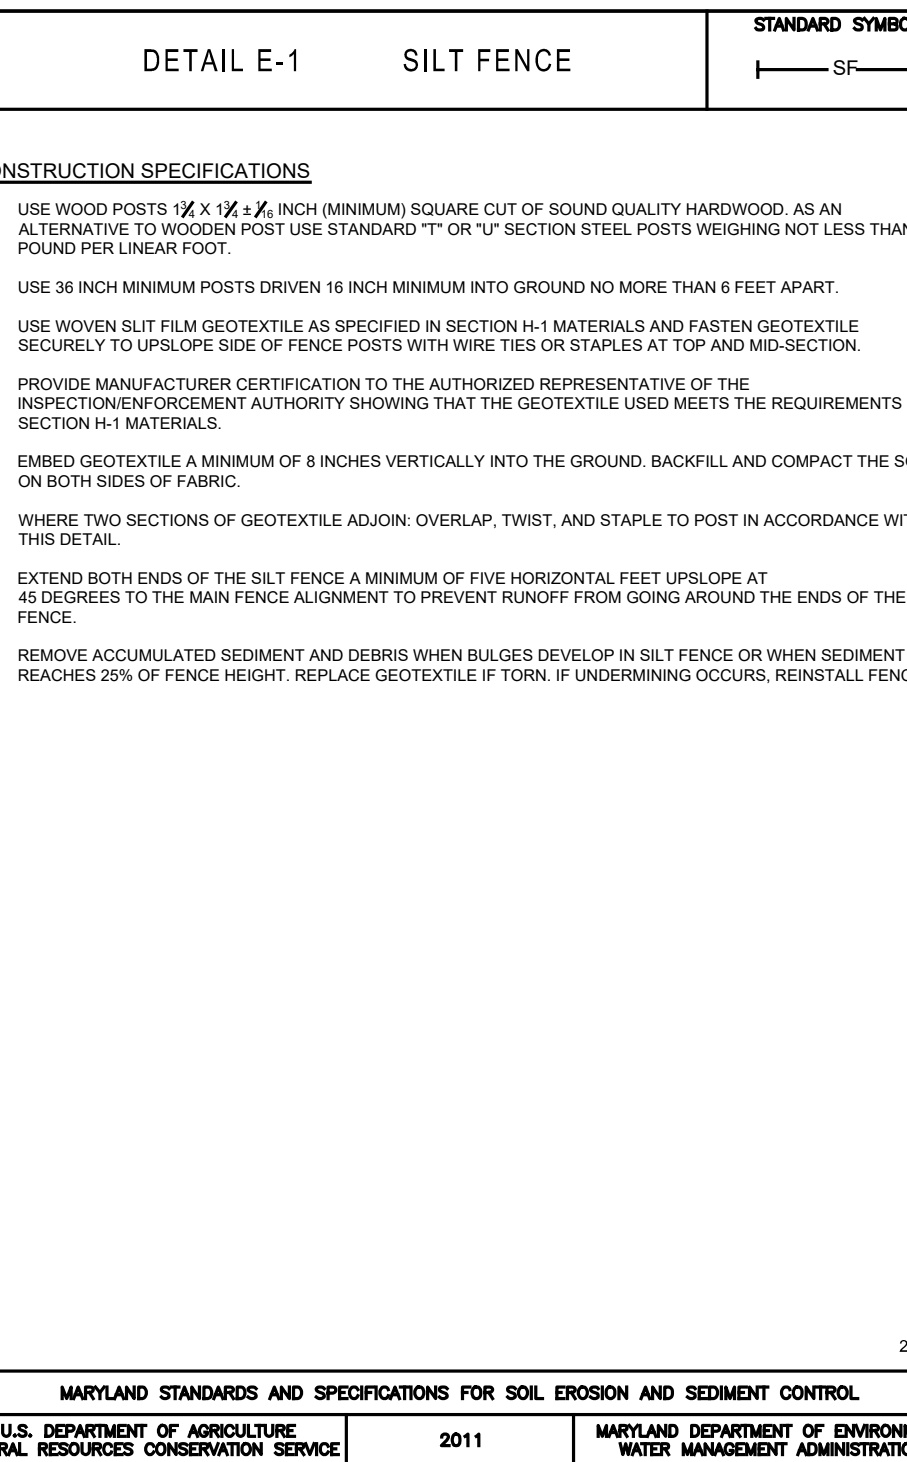 DETAIL E-1 SILT FENCE
STANDARD SYMBO
SF
ONSTRUCTION SPECIFICATIONS
USE WOOD POSTS 1 3/4 X 1 3/4 ± 1/16 INCH (MINIMUM) SQUARE CUT OF SOUND QUALITY HARDWOOD. AS AN
ALTERNATIVE TO WOODEN POST USE STANDARD "T" OR "U" SECTION STEEL POSTS WEIGHING NOT LESS THAN
POUND PER LINEAR FOOT.
USE 36 INCH MINIMUM POSTS DRIVEN 16 INCH MINIMUM INTO GROUND NO MORE THAN 6 FEET APART.
USE WOVEN SLIT FILM GEOTEXTILE AS SPECIFIED IN SECTION H-1 MATERIALS AND FASTEN GEOTEXTILE
SECURELY TO UPSLOPE SIDE OF FENCE POSTS WITH WIRE TIES OR STAPLES AT TOP AND MID-SECTION.
PROVIDE MANUFACTURER CERTIFICATION TO THE AUTHORIZED REPRESENTATIVE OF THE
INSPECTION/ENFORCEMENT AUTHORITY SHOWING THAT THE GEOTEXTILE USED MEETS THE REQUIREMENTS
SECTION H-1 MATERIALS.
EMBED GEOTEXTILE A MINIMUM OF 8 INCHES VERTICALLY INTO THE GROUND. BACKFILL AND COMPACT THE SO
ON BOTH SIDES OF FABRIC.
WHERE TWO SECTIONS OF GEOTEXTILE ADJOIN: OVERLAP, TWIST, AND STAPLE TO POST IN ACCORDANCE WIT
THIS DETAIL.
EXTEND BOTH ENDS OF THE SILT FENCE A MINIMUM OF FIVE HORIZONTAL FEET UPSLOPE AT
45 DEGREES TO THE MAIN FENCE ALIGNMENT TO PREVENT RUNOFF FROM GOING AROUND THE ENDS OF THE
FENCE.
REMOVE ACCUMULATED SEDIMENT AND DEBRIS WHEN BULGES DEVELOP IN SILT FENCE OR WHEN SEDIMENT
REACHES 25% OF FENCE HEIGHT. REPLACE GEOTEXTILE IF TORN. IF UNDERMINING OCCURS, REINSTALL FENC
2
MARYLAND STANDARDS AND SPECIFICATIONS FOR SOIL EROSION AND SEDIMENT CONTROL
U.S. DEPARTMENT OF AGRICULTURE
RAL RESOURCES CONSERVATION SERVICE
2011
MARYLAND DEPARTMENT OF ENVIRON
WATER MANAGEMENT ADMINISTRATIO